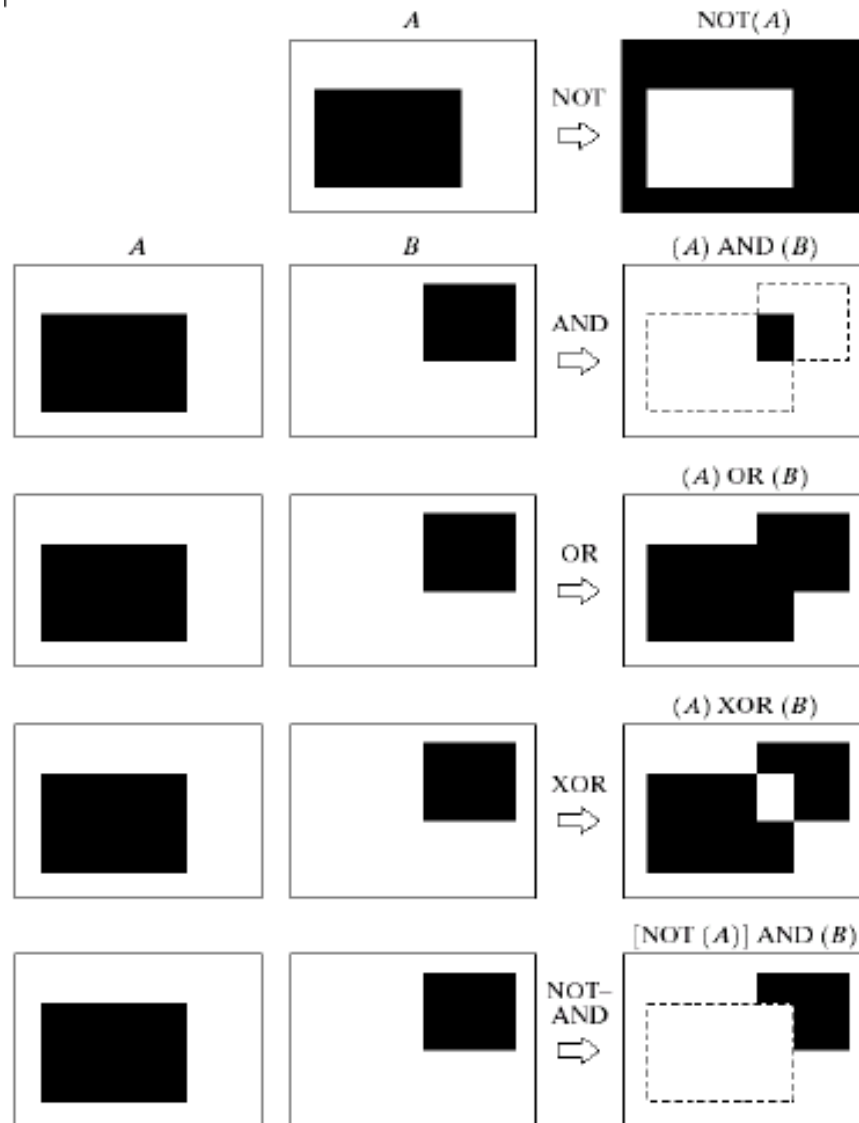 A NOT(A)
NOT
A B (A) AND (B)
AND
(A) OR (B)
OR
(A) XOR (B)
XOR
[NOT (A)] AND (B)
NOT–
AND